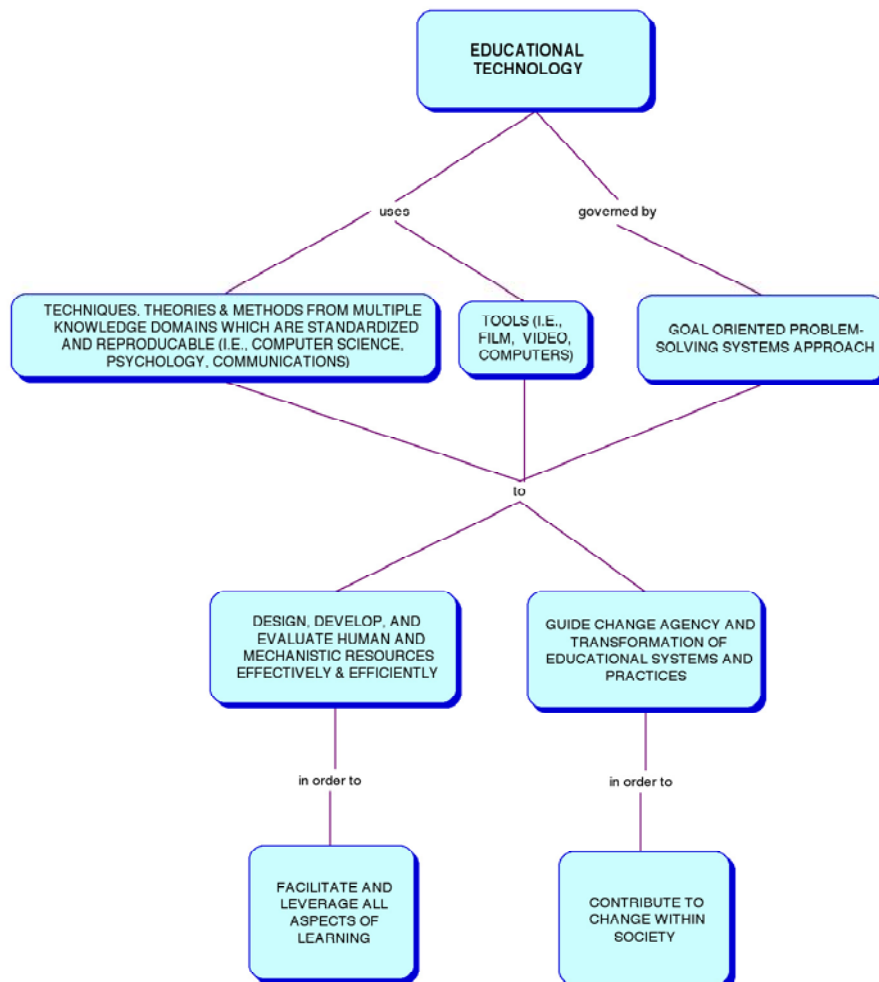 EDUCATIONAL
TECHNOLOGY
uses
governed by
TECHNIQUES, THEORIES & METHODS FROM MULTIPLE
KNOWLEDGE DOMAINS WHICH ARE STANDARDIZED
AND REPRODUCABLE (I.E., COMPUTER SCIENCE,
PSYCHOLOGY, COMMUNICATIONS)
TOOLS (I.E.,
FILM, VIDEO,
COMPUTERS)
GOAL ORIENTED PROBLEM-
SOLVING SYSTEMS APPROACH
to
DESIGN, DEVELOP, AND
EVALUATE HUMAN AND
MECHANISTIC RESOURCES
EFFECTIVELY & EFFICIENTLY
GUIDE CHANGE AGENCY AND
TRANSFORMATION OF
EDUCATIONAL SYSTEMS AND
PRACTICES
in order to
in order to
FACILITATE AND
LEVERAGE ALL
ASPECTS OF
LEARNING
CONTRIBUTE TO
CHANGE WITHIN
SOCIETY